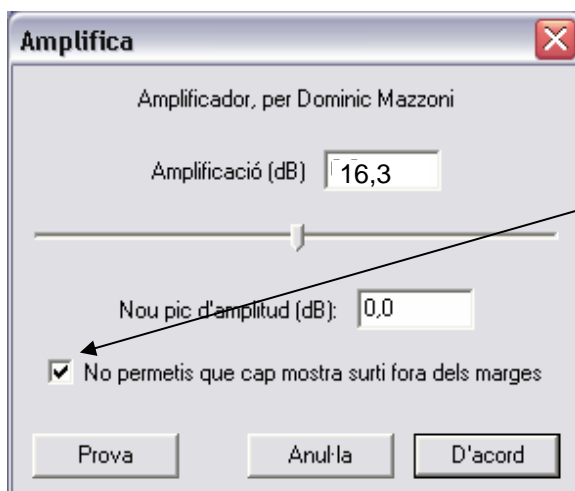 Amplifica
Amplificador, per Dominic Mazzoni
Amplificació (dB) 16,3
Nou pic d'amplitud (dB): 0,0
No permetis que cap mostra surti fora dels marges
Prova Anul·la D'acord